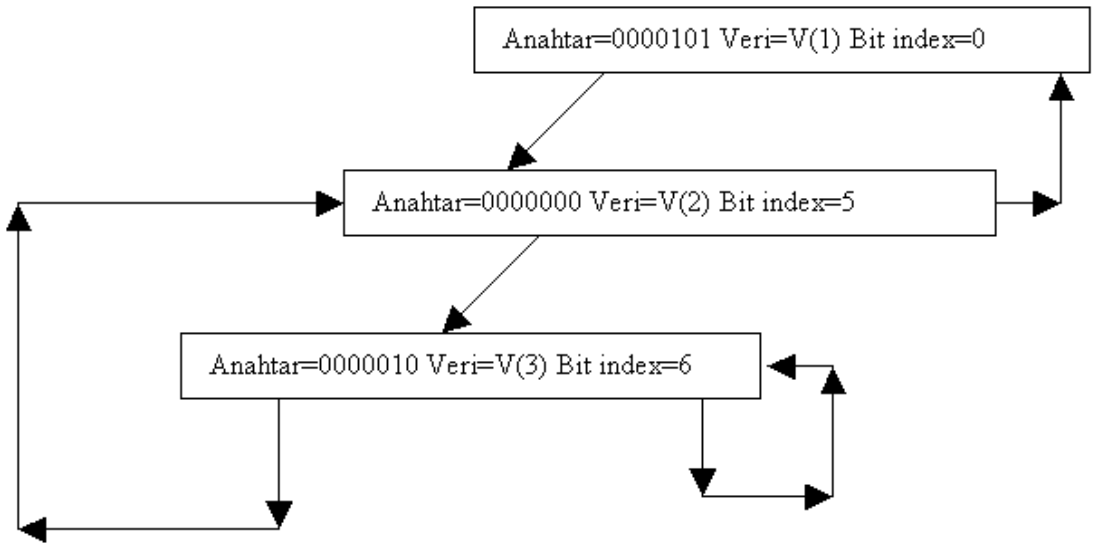 Anahtar=0000101 Veri=V(1) Bit index=0
Anahtar=0000000 Veri=V(2) Bit index=5
Anahtar=0000010 Veri=V(3) Bit index=6